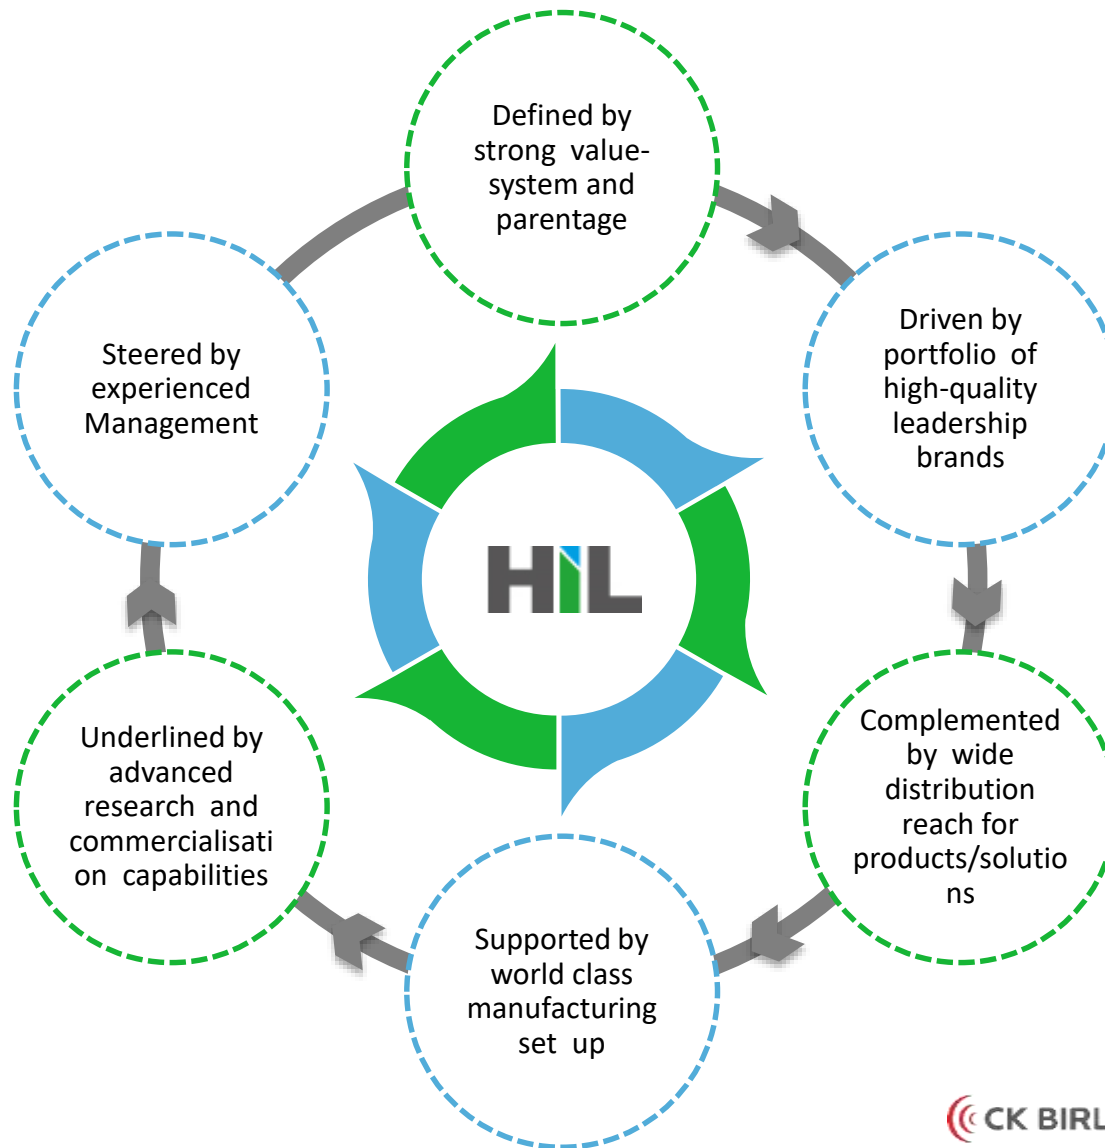 Defined by
strong value-
system and
parentage
Driven by
portfolio of
high-quality
leadership
brands
Complemented
by wide
distribution
reach for
products/solutio
ns
Supported by
world class
manufacturing
set up
Underlined by
advanced
research and
commercialisati
on capabilities
Steered by
experienced
Management
HIL
CK BIRL